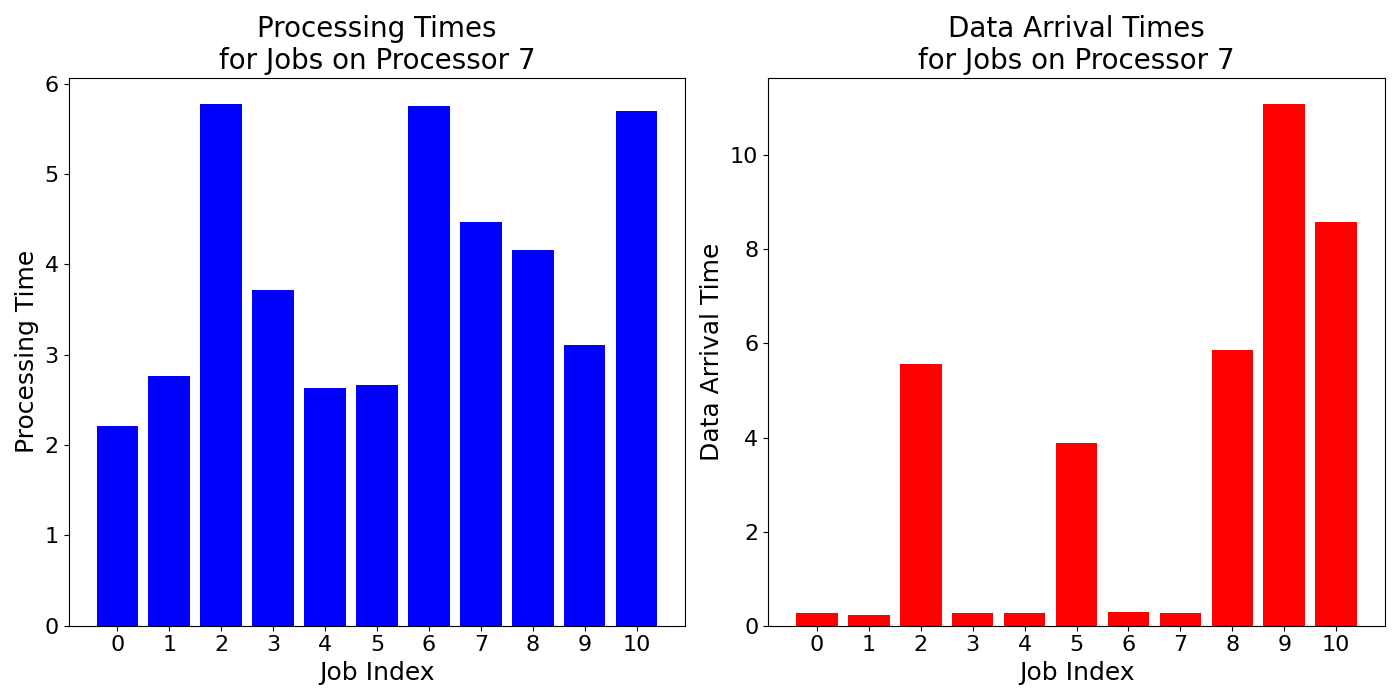 Processing Times
for Jobs on Processor 7
Processing Time
6
5
4
3
2
1
0
0 1 2 3 4 5 6 7 8 9 10
Job Index
Data Arrival Times
for Jobs on Processor 7
Data Arrival Time
10
8
6
4
2
0
0 1 2 3 4 5 6 7 8 9 10
Job Index